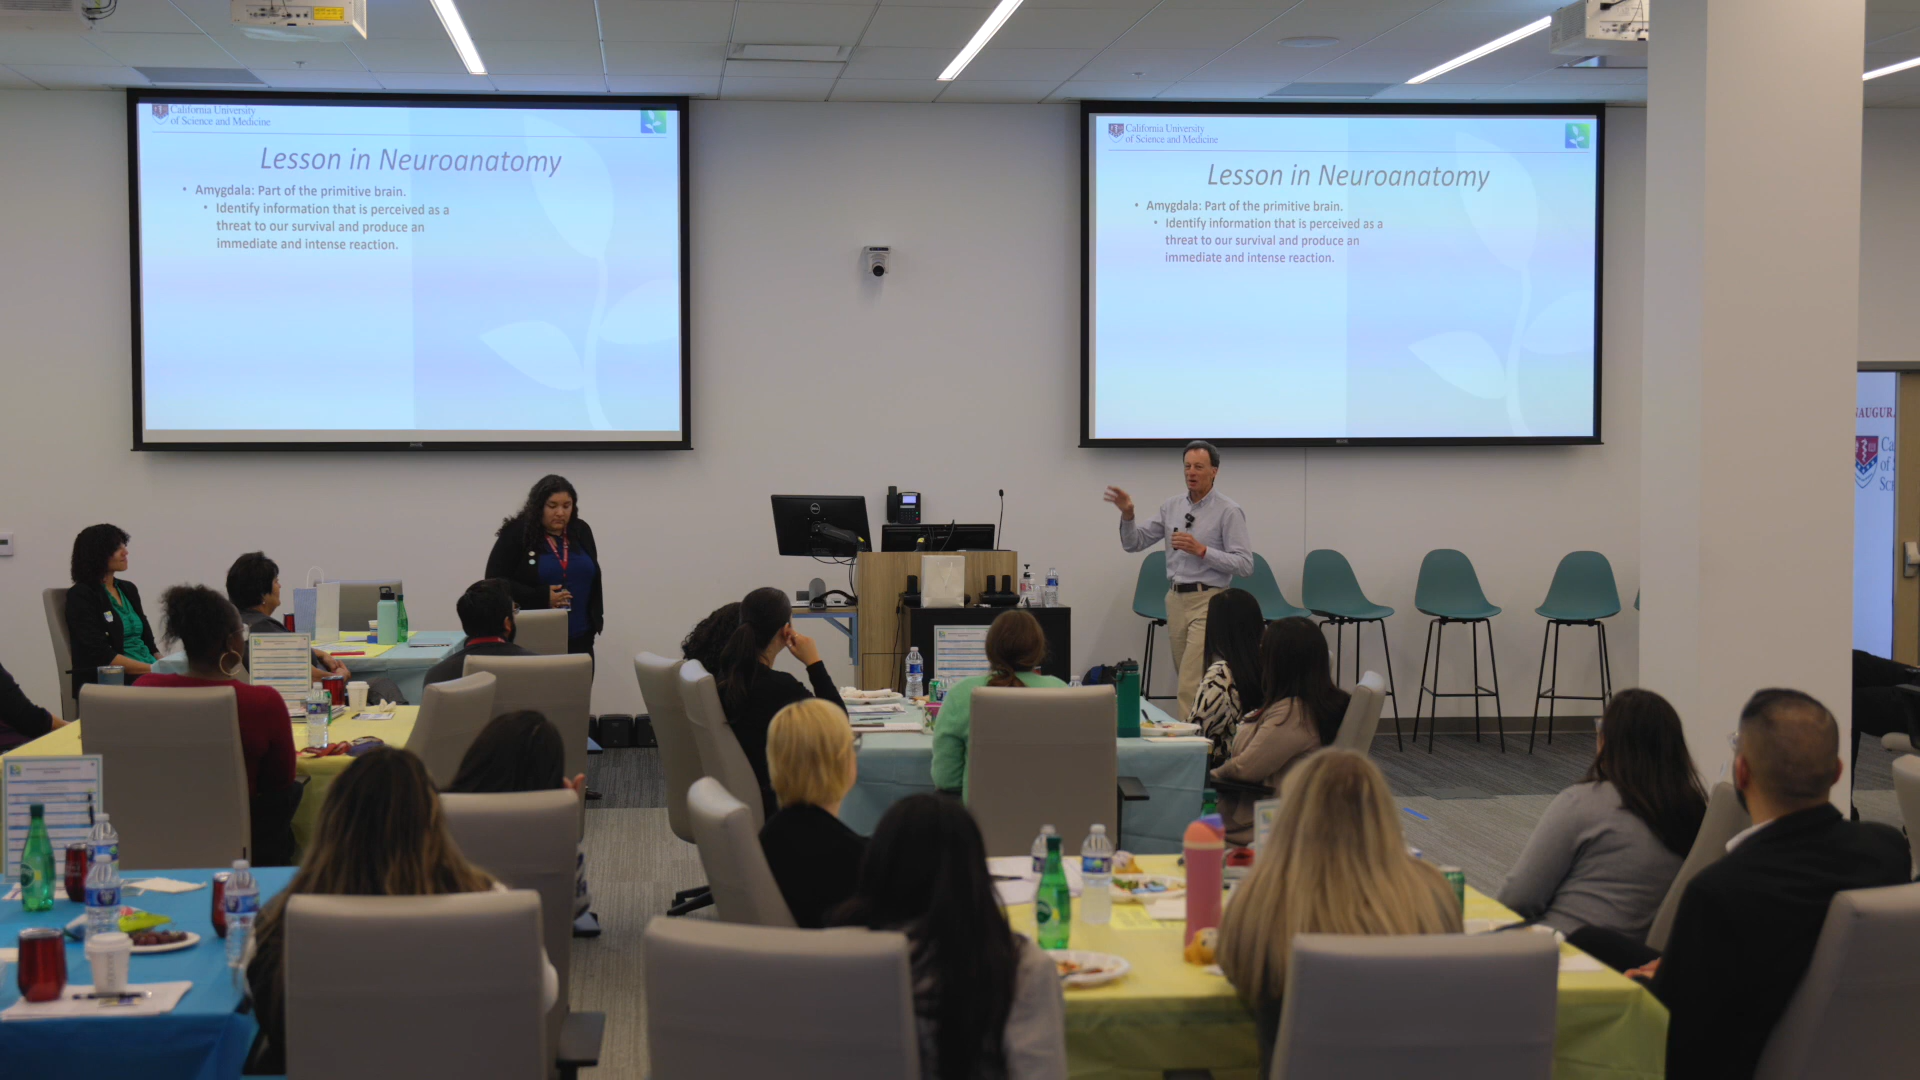 California University
of Science and Medicine
Lesson in Neuroanatomy
• Amygdala: Part of the primitive brain.
• Identify information that is perceived as a
threat to our survival and produce an
immediate and intense reaction.
California University
of Science and Medicine
Lesson in Neuroanatomy
• Amygdala: Part of the primitive brain.
• Identify information that is perceived as a
threat to our survival and produce an
immediate and intense reaction.
DELL